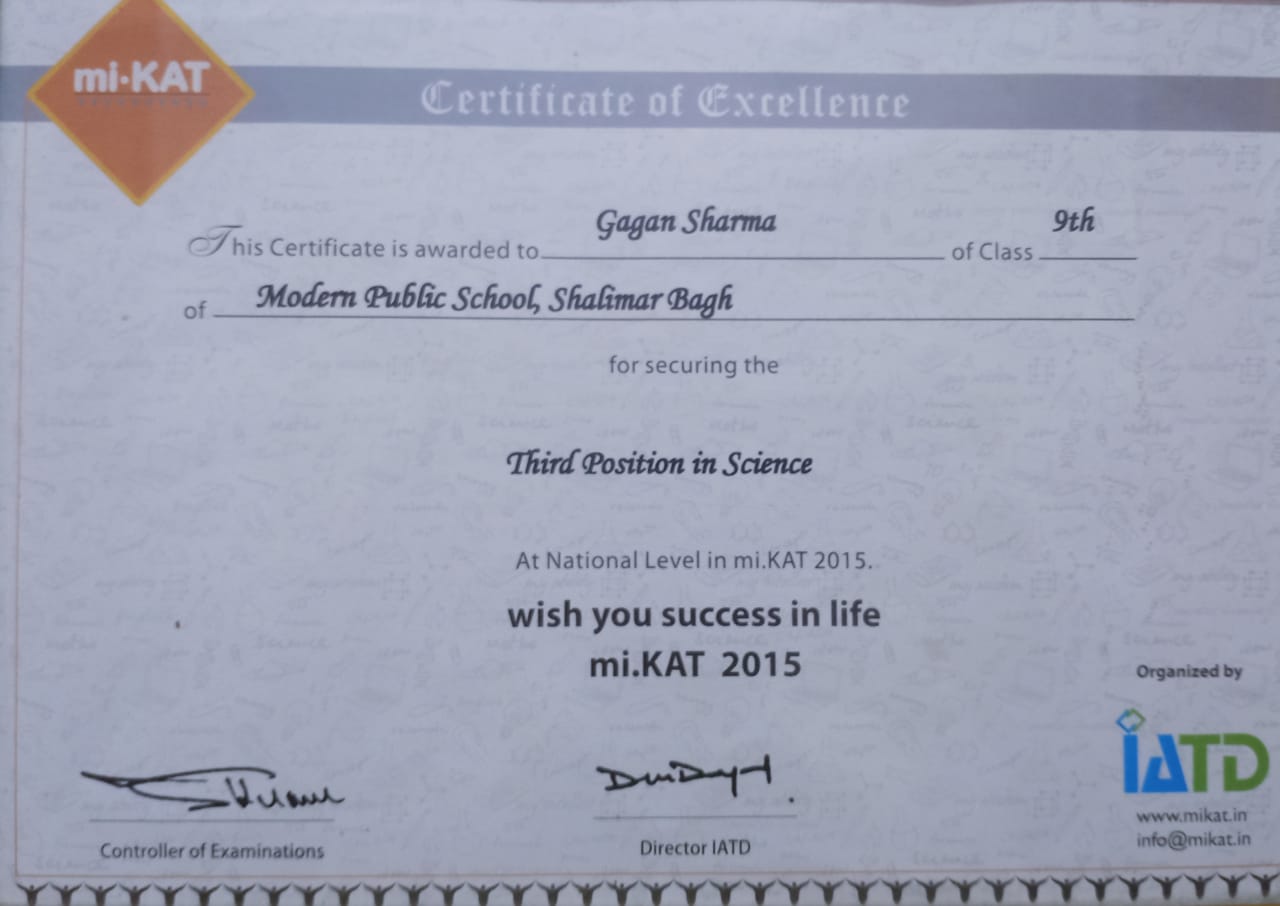 mi·KAT
Certificate of Excellence
This Certificate is awarded to Gagan Sharma of Class 9th
of Modern Public School, Shalimar Bagh
for securing the
Third Position in Science
At National Level in mi.KAT 2015.
wish you success in life
mi.KAT 2015
Organized by
iATD
www.mikat.in
info@mikat.in
Controller of Examinations
Director IATD